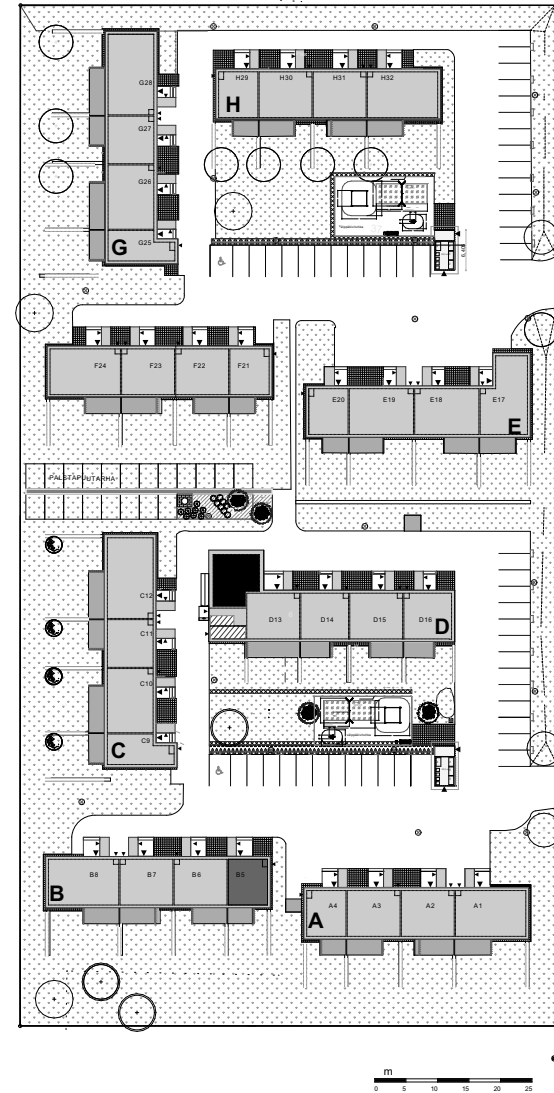 G28
G27
G26
G25
G
H29 H30 H31 H32
H
F24 F23 F22 F21
E20 E19 E18 E17
E
PALSTAPUUTARHA
C12
C11
C10
C9
C
D13 D14 D15 D16
D
B8 B7 B6 B5
B
A4 A3 A2 A1
A
m
0 5 10 15 20 25